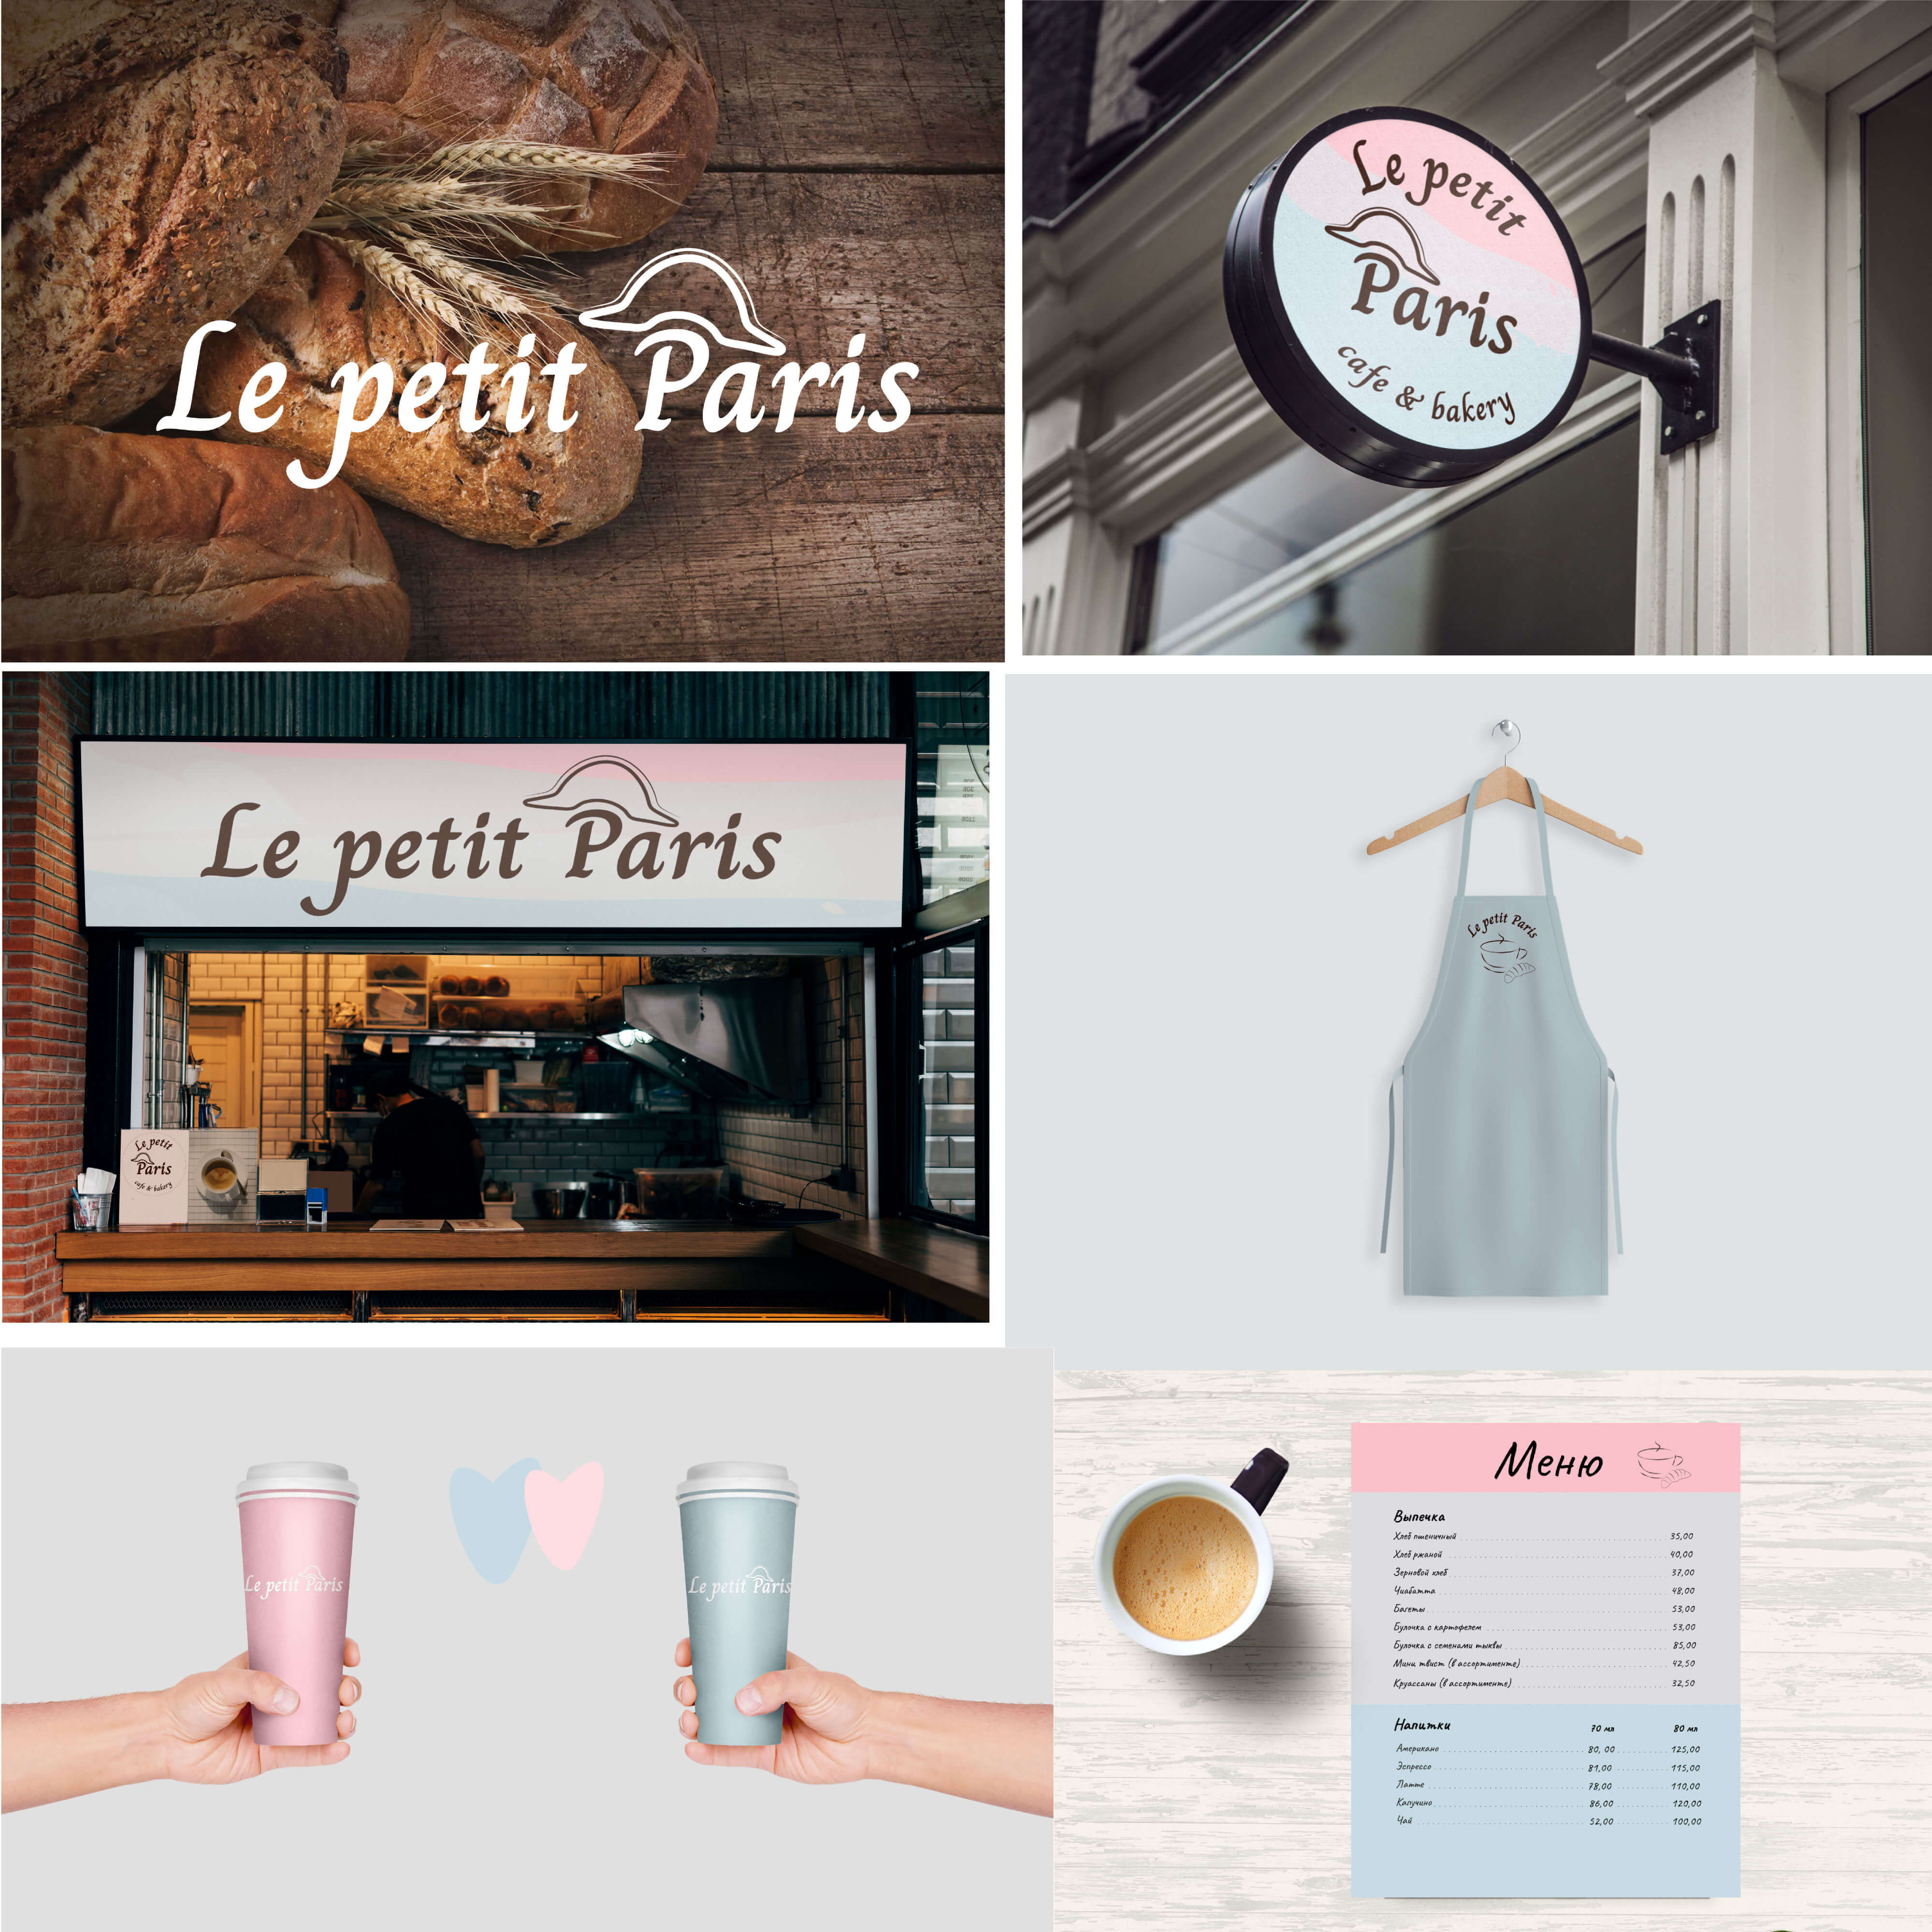 Le petit Paris
Le petit
Paris
cafe & bakery
Le petit Paris
Le petit
Paris
cafe & bakery
Le petit Paris
Le petit Paris
Le petit Paris
Меню
Выпечка
Хлеб пшеничный 35,00
Хлеб ржаной 40,00
Зерновой хлеб 37,00
Чиабатта 48,00
Багеты 53,00
Булочка с картофелем 53,00
Булочка с семенами тыквы 85,00
Мини твист (в ассортименте) 42,50
Круассаны (в ассортименте) 32,50
Напитки 70 мл 80 мл
Американо 80, 00 125,00
Эспрессо 81,00 115,00
Латте 78,00 110,00
Капучино 86,00 120,00
Чай 52,00 100,00